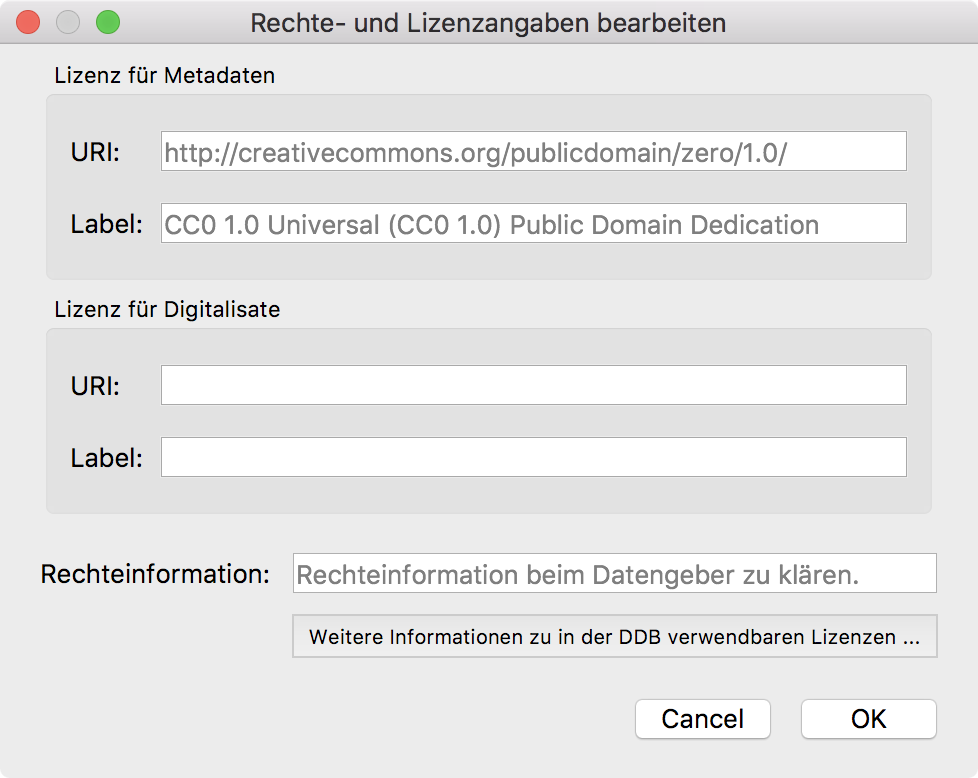 Rechte- und Lizenzangaben bearbeiten
Lizenz für Metadaten
URI: http://creativecommons.org/publicdomain/zero/1.0/
Label: CC0 1.0 Universal (CC0 1.0) Public Domain Dedication
Lizenz für Digitalisate
URI:
Label:
Rechteinformation: Rechteinformation beim Datengeber zu klären.
Weitere Informationen zu in der DDB verwendbaren Lizenzen ...
Cancel OK